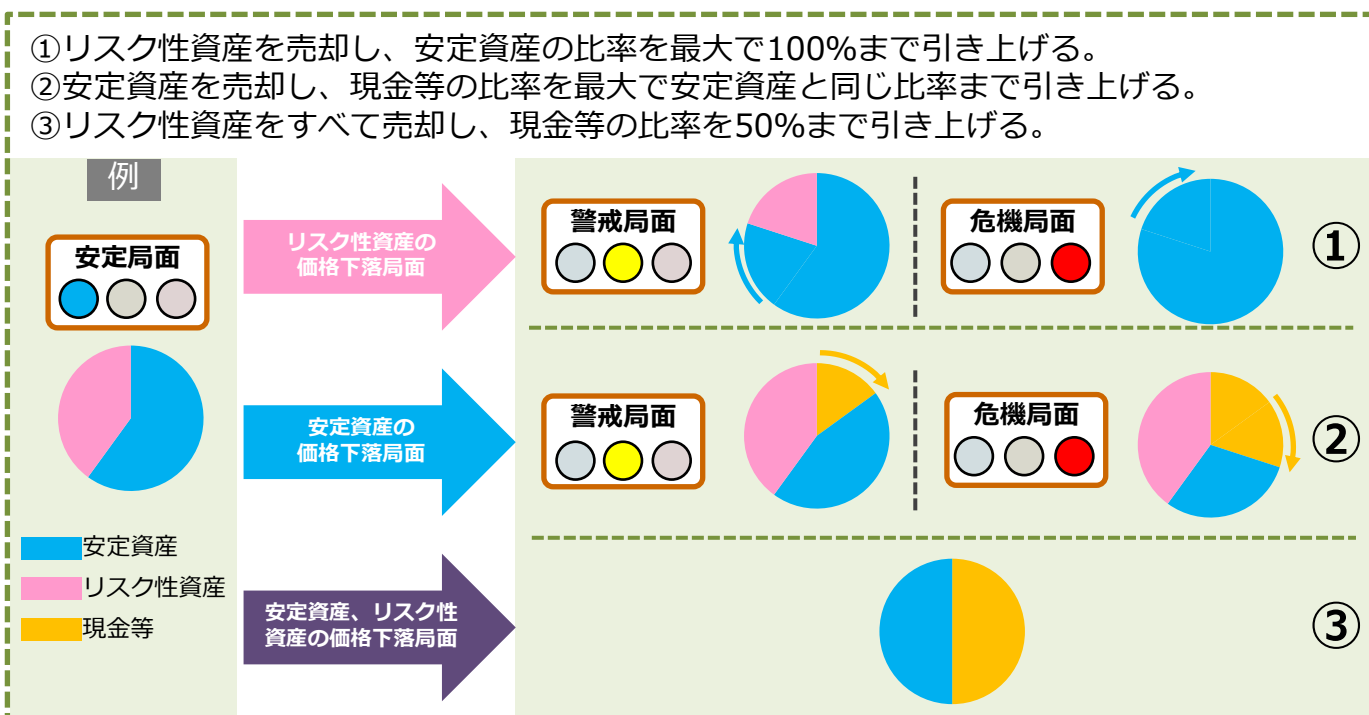 ①リスク性資産を売却し、安定資産の比率を最大で100%まで引き上げる。
②安定資産を売却し、現金等の比率を最大で安定資産と同じ比率まで引き上げる。
③リスク性資産をすべて売却し、現金等の比率を50%まで引き上げる。
例
安定局面
リスク性資産の
価格下落局面
警戒局面
危機局面
①
安定資産の
価格下落局面
警戒局面
危機局面
②
安定資産
リスク性資産
現金等
安定資産、リスク性
資産の価格下落局面
③